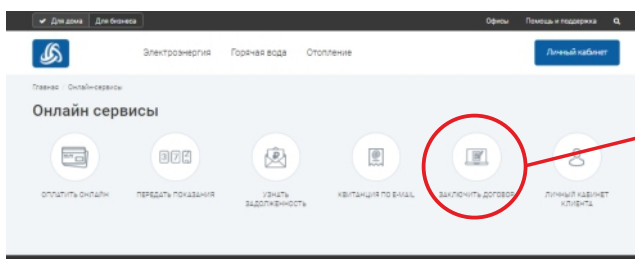 Для дома Для бизнеса Офисы Помощь и поддержка
Электроэнергия Горячая вода Отопление Личный кабинет
Главная / Онлайн-сервисы
Онлайн сервисы
ОПЛАТИТЬ ОНЛАЙН ПЕРЕДАТЬ ПОКАЗАНИЯ УЗНАТЬ КВИТАНЦИЯ ПО E-MAIL ЗАКЛЮЧИТЬ ДОГОВОР ЛИЧНЫЙ КАБИНЕТ
ЗАДОЛЖЕННОСТЬ КЛИЕНТА